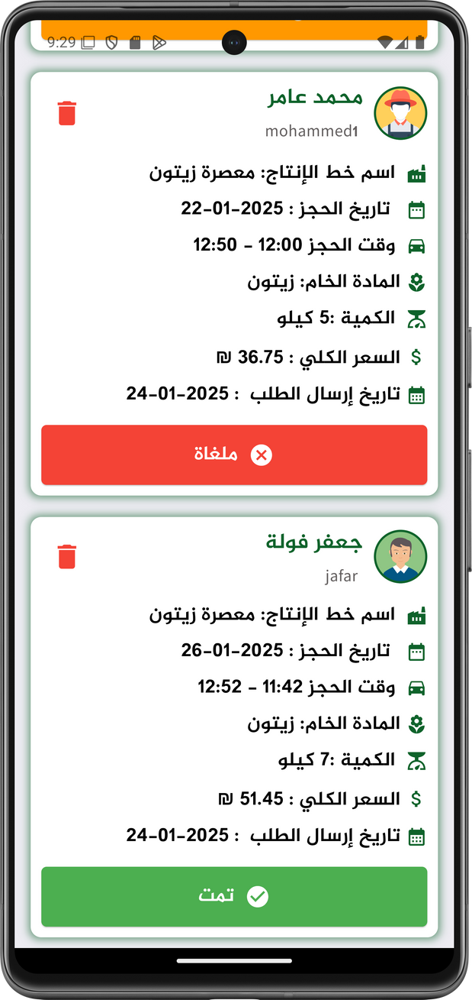 9:29
محمد عامر
mohammed1
اسم خط الإنتاج: معصرة زيتون
تاريخ الحجز : 2025-01-22
وقت الحجز 12:00 - 12:50
المادة الخام: زيتون
الكمية :5 كيلو
السعر الكلي : 36.75 ₪
تاريخ إرسال الطلب : 2025-01-24
ملغاة
جعفر فولة
jafar
اسم خط الإنتاج: معصرة زيتون
تاريخ الحجز : 2025-01-26
وقت الحجز 11:42 - 12:52
المادة الخام: زيتون
الكمية :7 كيلو
السعر الكلي : 51.45 ₪
تاريخ إرسال الطلب : 2025-01-24
تمت